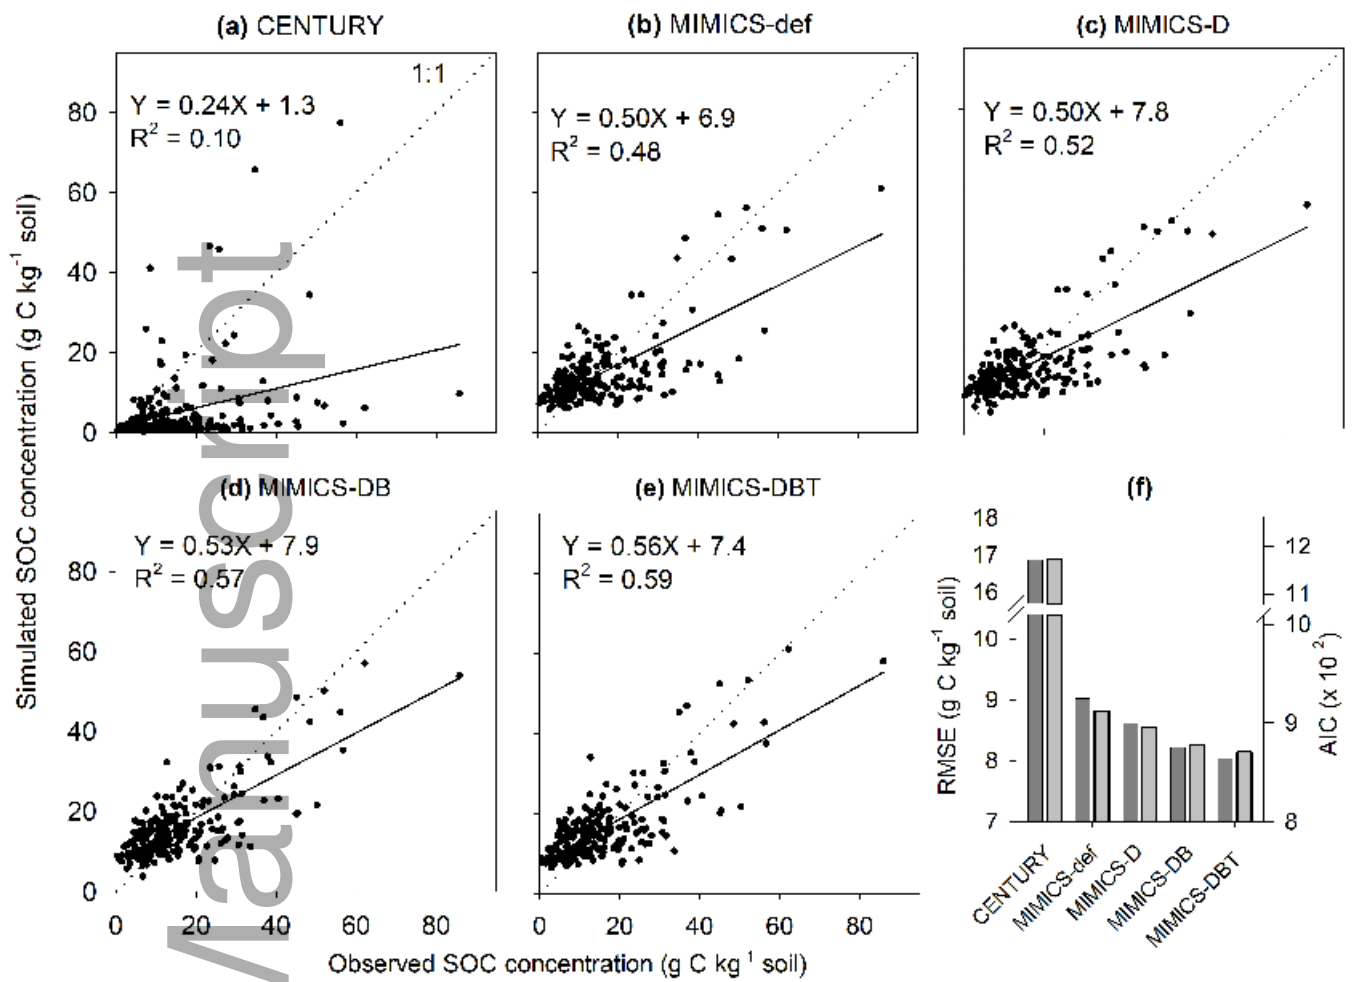 (a) CENTURY
(b) MIMICS-def
(c) MIMICS-D
1:1
Y = 0.24X + 1.3
R² = 0.10
Y = 0.50X + 6.9
R² = 0.48
Y = 0.50X + 7.8
R² = 0.52
80
60
40
20
0
Simulated SOC concentration (g C kg⁻¹ soil)
(d) MIMICS-DB
(e) MIMICS-DBT
(f)
Y = 0.53X + 7.9
R² = 0.57
Y = 0.56X + 7.4
R² = 0.59
80
60
40
20
0
0 20 40 60 80
0 20 40 60 80
Observed SOC concentration (g C kg⁻¹ soil)
18
17
16
10
9
8
7
RMSE (g C kg⁻¹ soil)
12
11
10
9
8
AIC (x 10²)
CENTURY
MIMICS-def
MIMICS-D
MIMICS-DB
MIMICS-DBT
Manuscript